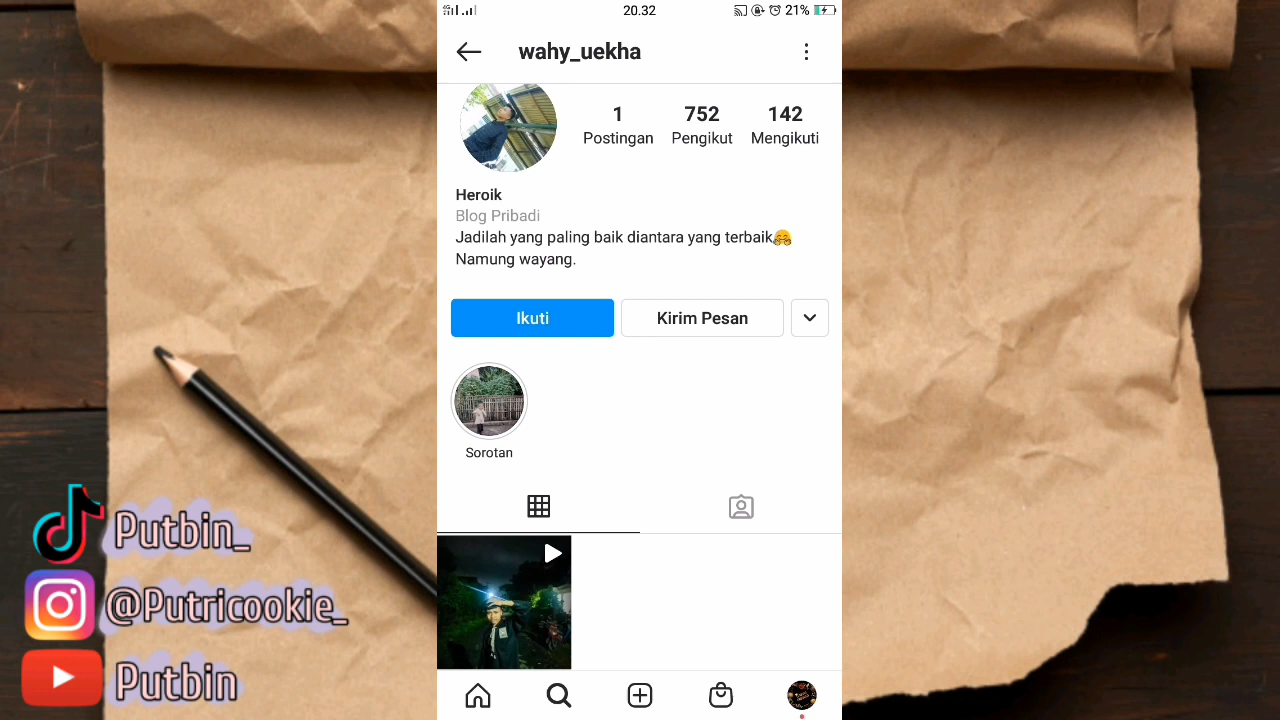 20.32
21%
wahy_uekha
1 752 142
Postingan Pengikut Mengikuti
Heroik
Blog Pribadi
Jadilah yang paling baik diantara yang terbaik🤗
Namung wayang.
Ikuti Kirim Pesan
Sorotan
Putbin_
@Putricookie_
Putbin